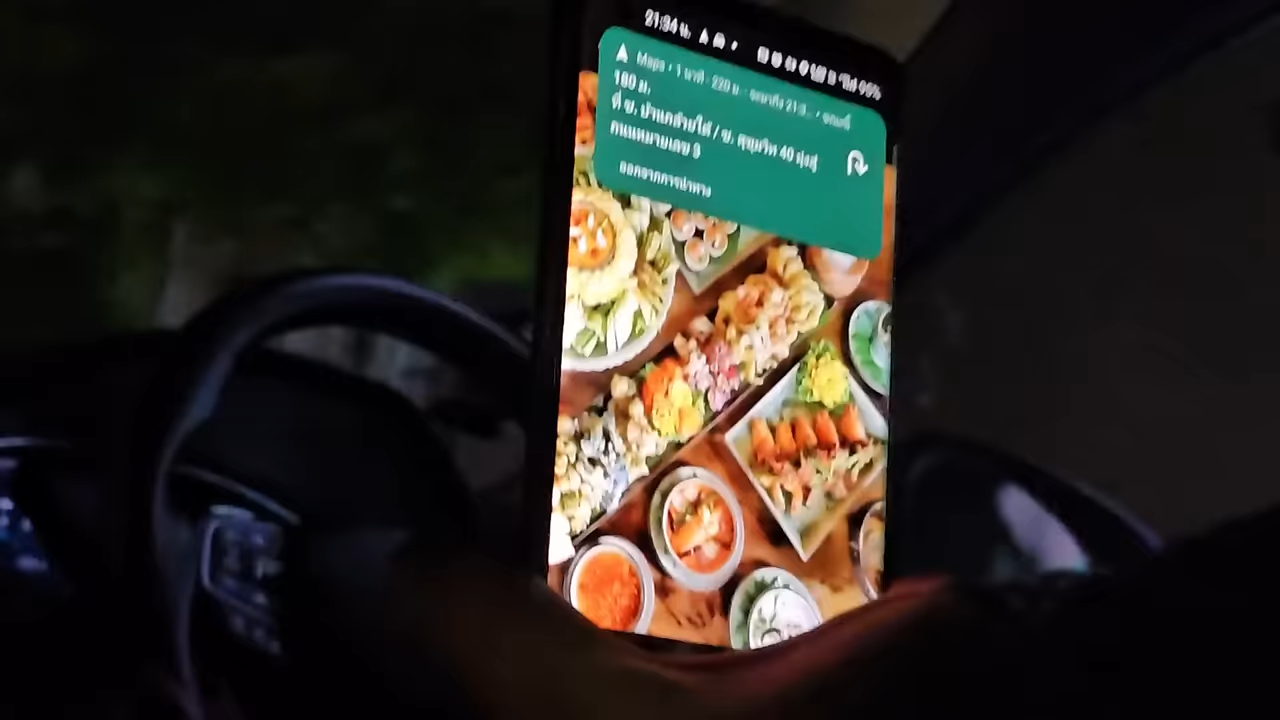 21:34 น. 95%
Maps • 1 นาที · 220 ม. ·
180 ม.
ที่ ซ. บ้านกล้วยใต้ / ซ. สุขุมวิท 40 มุ่งสู่
ถนนหมายเลข 3
ออกจากการนำทาง